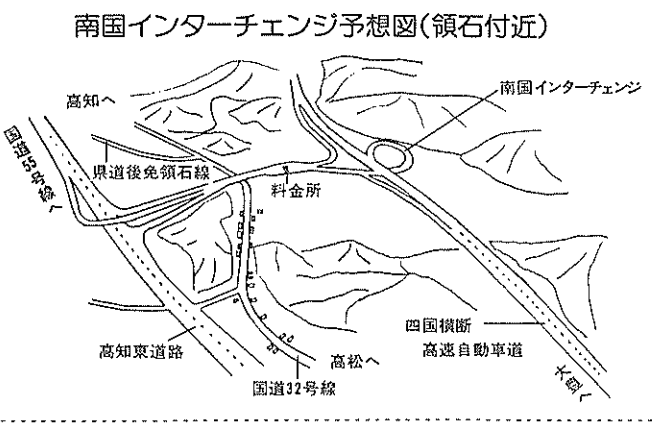 南国インターチェンジ予想図(領石付近)
高知へ
南国インターチェンジ
国道55号線へ
県道後免領石線
料金所
四国横断
高速自動車道
高知東道路
高松へ
国道32号線
大豊へ